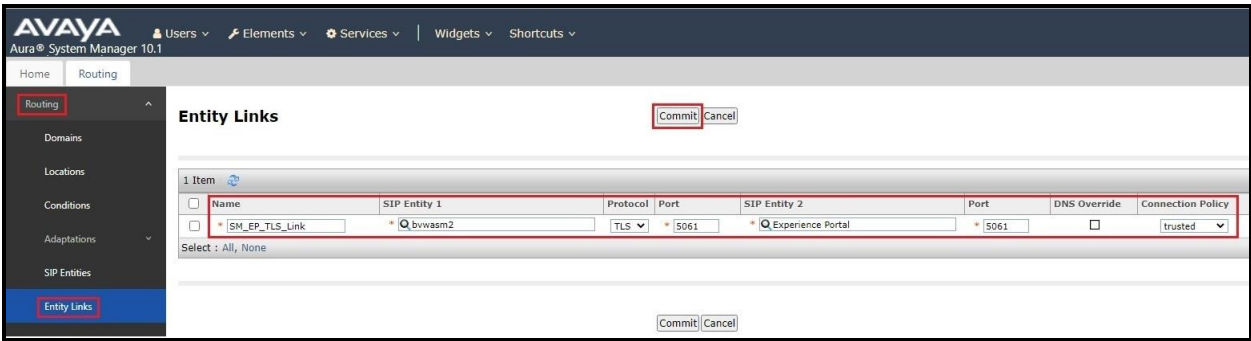 AVAYA
Aura® System Manager 10.1
Users Elements Services | Widgets Shortcuts
Home Routing
Routing
Domains
Locations
Conditions
Adaptations
SIP Entities
Entity Links
Entity Links Commit Cancel
1 Item
Name SIP Entity 1 Protocol Port SIP Entity 2 Port DNS Override Connection Policy
* SM_EP_TLS_Link * bvwasm2 TLS * 5061 * Experience Portal * 5061 trusted
Select : All, None
Commit Cancel